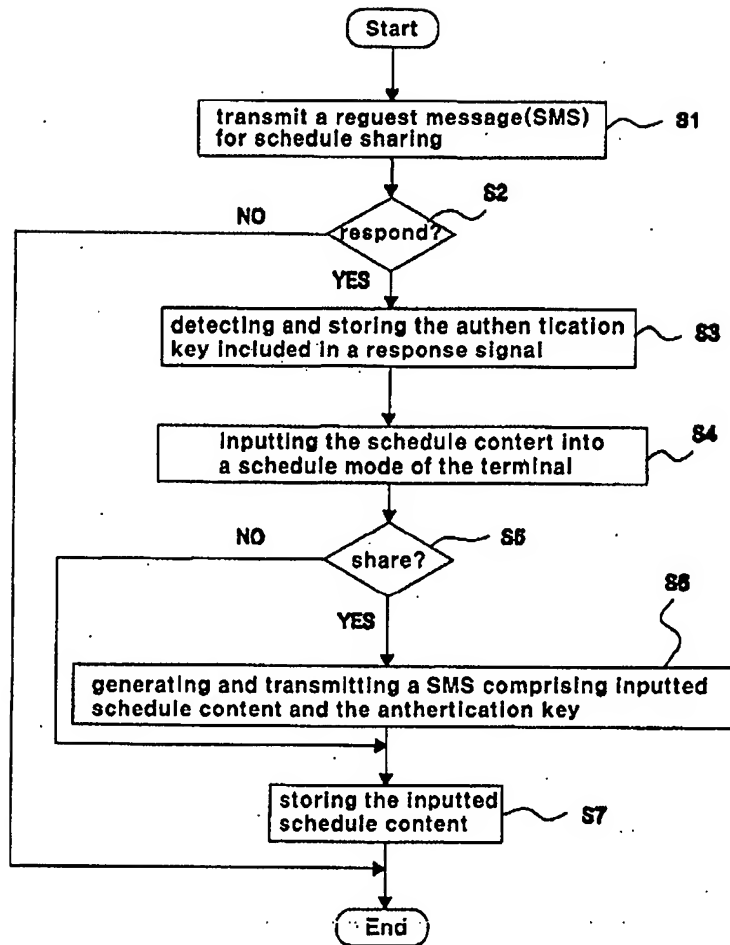 Start
transmit a reguest message(SMS)
for schedule sharing
S1
S2
NO
respond?
YES
detecting and storing the authen tication
key included in a response signal
S3
inputting the schedule contert into
a schedule mode of the terminal
S4
NO
S5
share?
YES
S6
generating and transmitting a SMS comprising inputted
schedule content and the anthertication key
storing the inputted
schedule content
S7
End